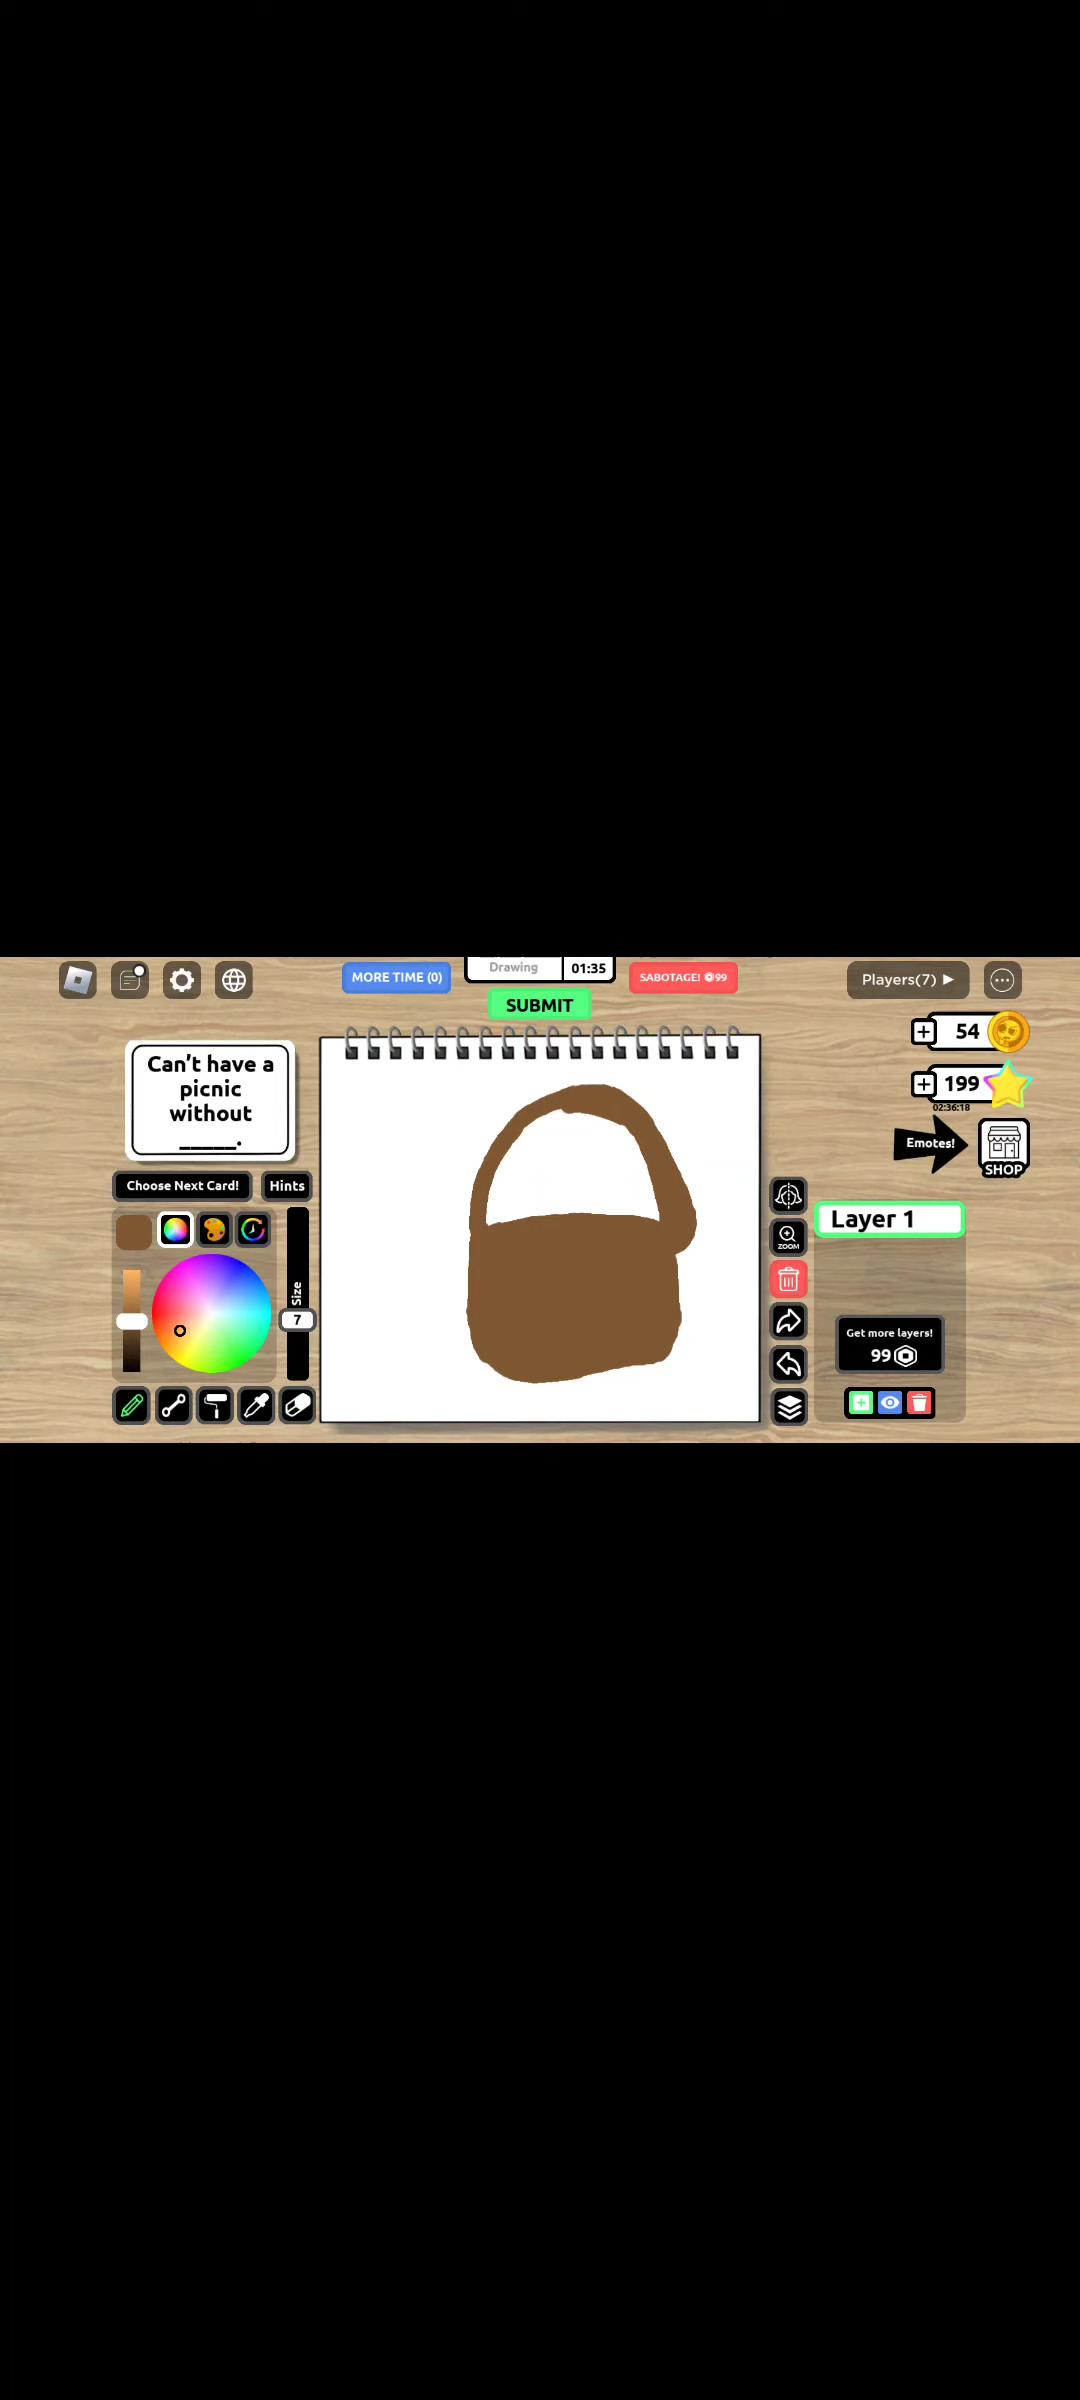 Drawing
01:35
MORE TIME (0)
SABOTAGE! 99
Players(7) ▶
SUBMIT
54
199
02:36:18
Emotes!
SHOP
Can't have a
picnic
without
_____.
Choose Next Card!
Hints
Size
7
ZOOM
Layer 1
Get more layers!
99